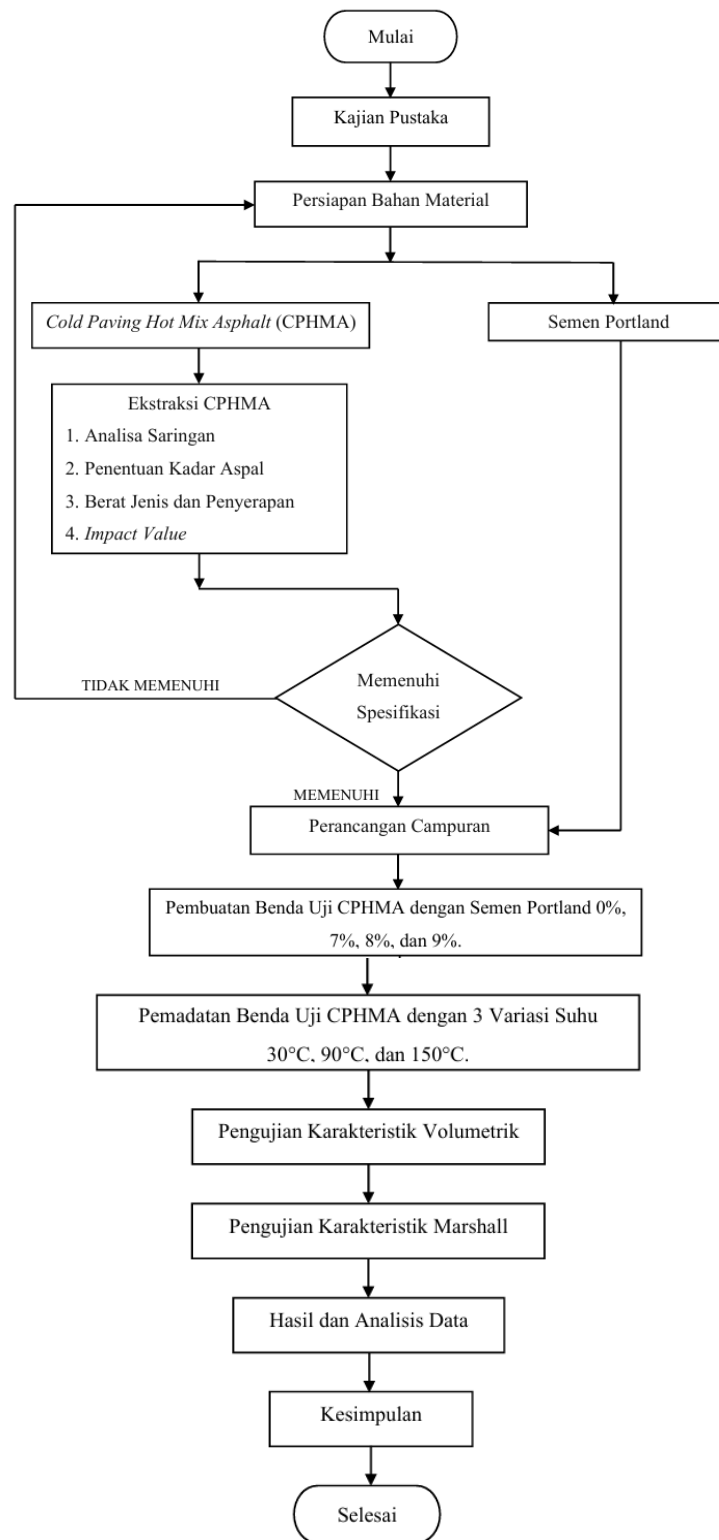 Mulai
Kajian Pustaka
Persiapan Bahan Material
Cold Paving Hot Mix Asphalt (CPHMA)
Semen Portland
Ekstraksi CPHMA
1. Analisa Saringan
2. Penentuan Kadar Aspal
3. Berat Jenis dan Penyerapan
4. Impact Value
TIDAK MEMENUHI
Memenuhi
Spesifikasi
MEMENUHI
Perancangan Campuran
Pembuatan Benda Uji CPHMA dengan Semen Portland 0%,
7%, 8%, dan 9%.
Pemadatan Benda Uji CPHMA dengan 3 Variasi Suhu
30°C, 90°C, dan 150°C.
Pengujian Karakteristik Volumetrik
Pengujian Karakteristik Marshall
Hasil dan Analisis Data
Kesimpulan
Selesai